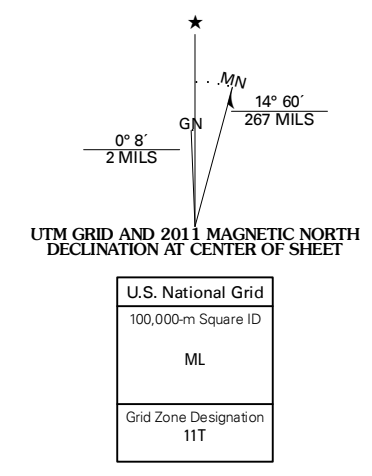 ★
MN
GN
14° 60´
267 MILS
0° 8´
2 MILS
UTM GRID AND 2011 MAGNETIC NORTH
DECLINATION AT CENTER OF SHEET
U.S. National Grid
100,000-m Square ID
ML
Grid Zone Designation
11T